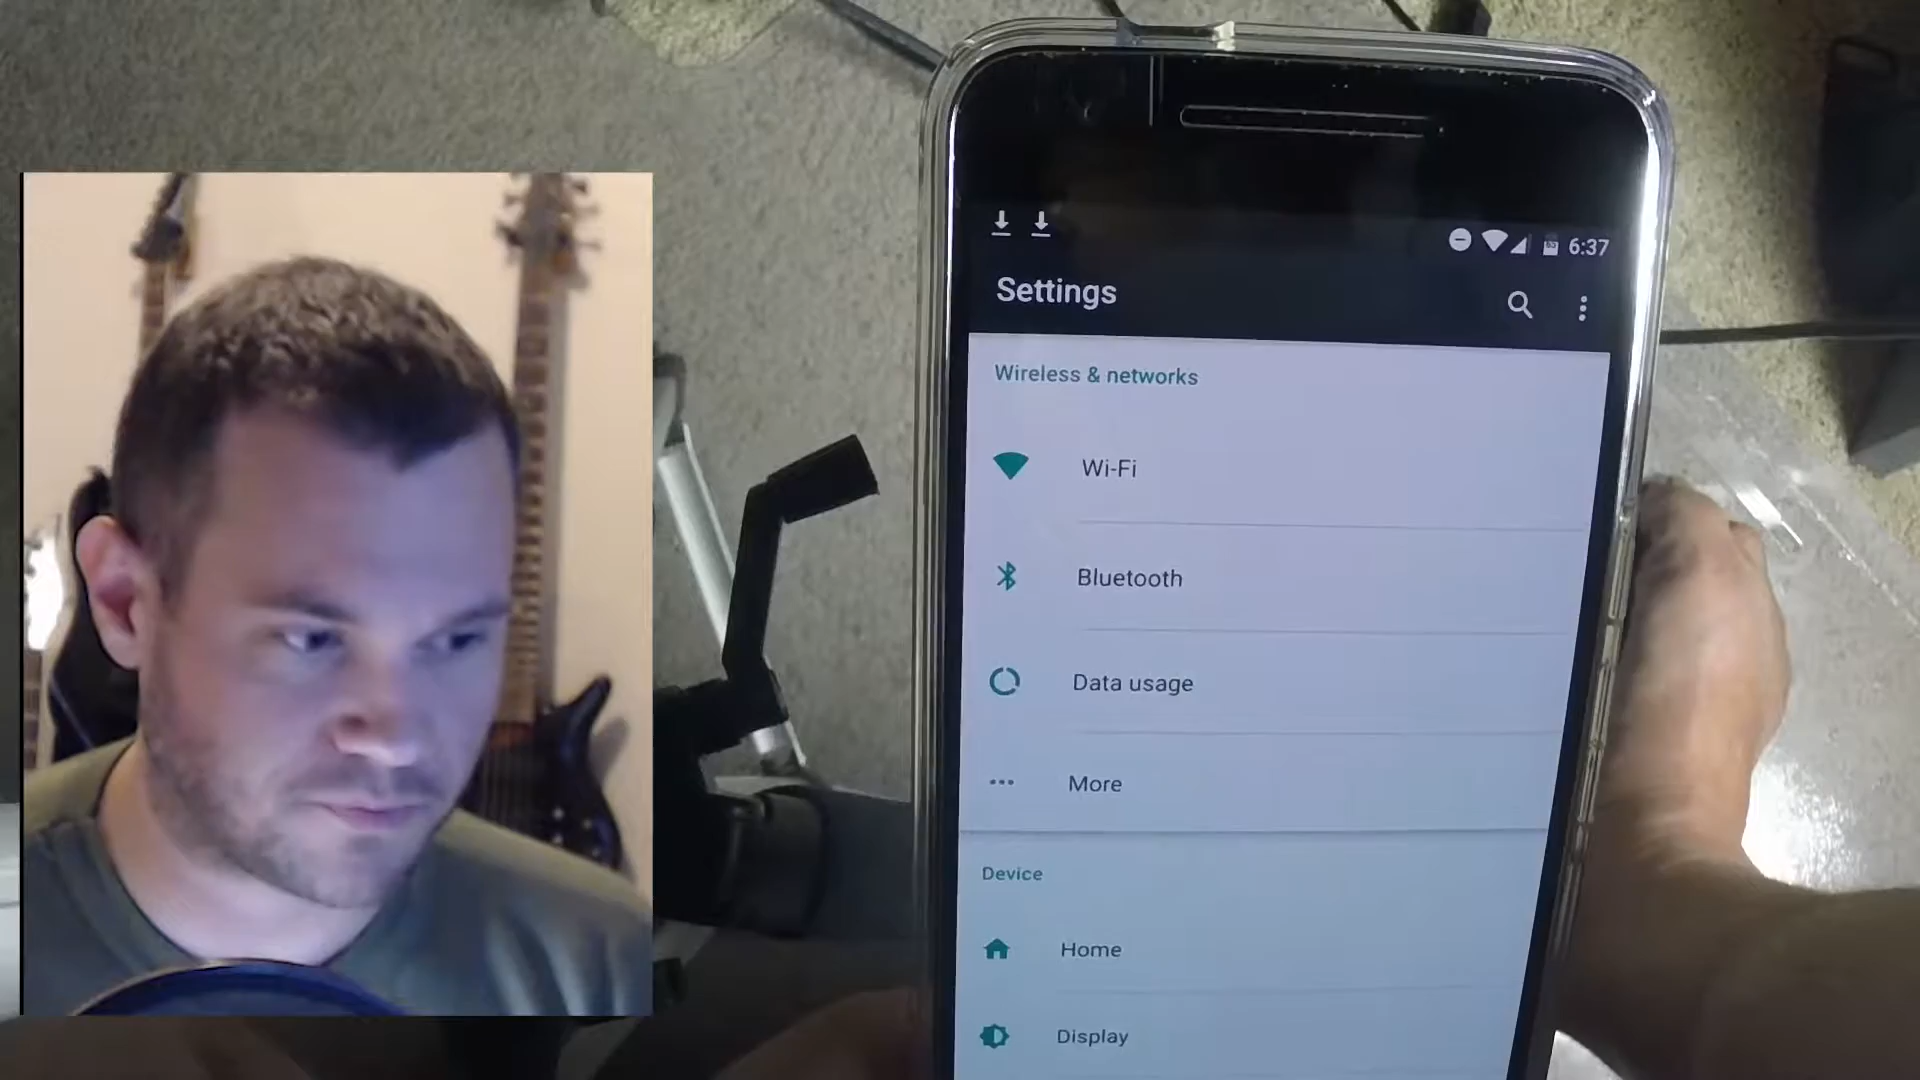 6:37
Settings
Wireless & networks
Wi-Fi
Bluetooth
Data usage
More
Device
Home
Display